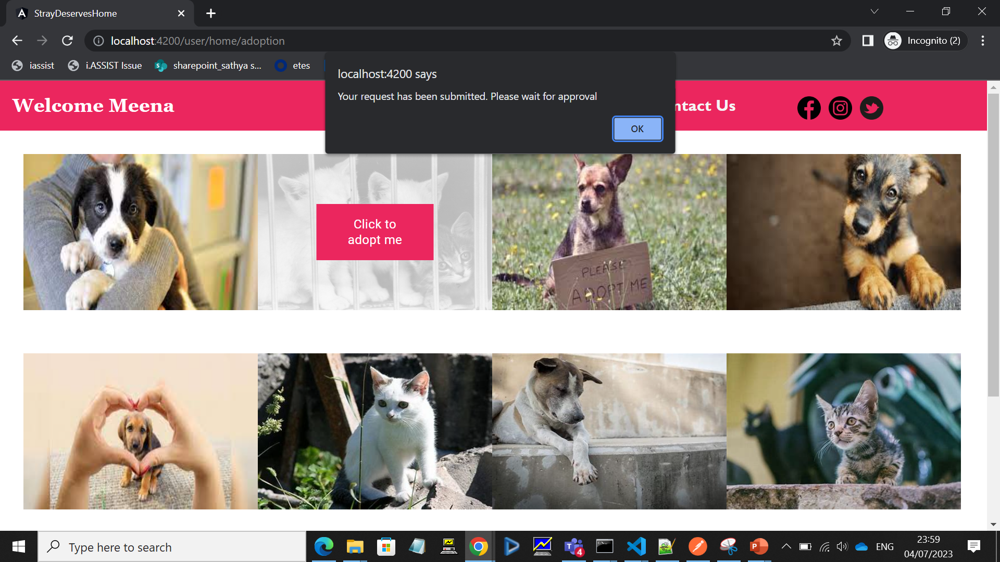 StrayDeservesHome
localhost:4200/user/home/adoption
Incognito (2)
iassist
i.ASSIST Issue
sharepoint_sathya s...
etes
localhost:4200 says
Your request has been submitted. Please wait for approval
OK
Welcome Meena
ntact Us
Click to
adopt me
PLEASE
ADOPT ME
Type here to search
4
ENG
23:59
04/07/2023